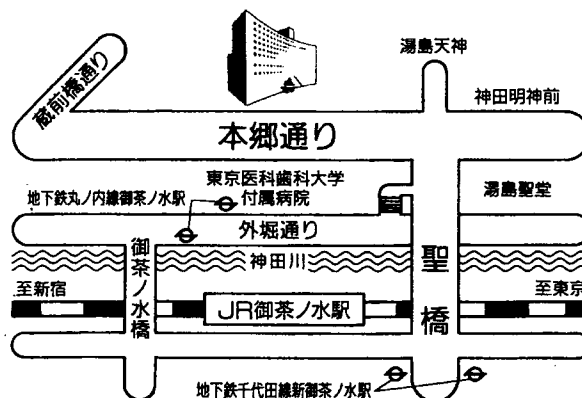 湯島天神
蔵前橋通り
神田明神前
本郷通り
東京医科歯科大学
付属病院
湯島聖堂
地下鉄丸ノ内線御茶ノ水駅
外堀通り
御茶ノ水橋
神田川
聖橋
至新宿
至東京
JR御茶ノ水駅
地下鉄千代田線新御茶ノ水駅